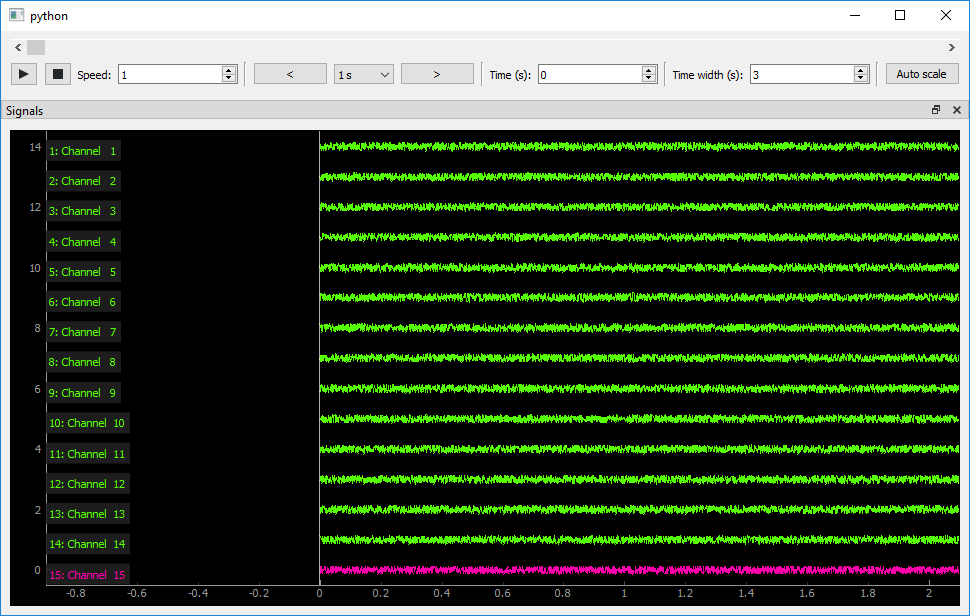 python
< >
Speed: 1 < 1 s > Time (s): 0 Time width (s): 3 Auto scale
Signals
14 1: Channel 1
2: Channel 2
12 3: Channel 3
4: Channel 4
10 5: Channel 5
6: Channel 6
8 7: Channel 7
8: Channel 8
6 9: Channel 9
10: Channel 10
4 11: Channel 11
12: Channel 12
2 13: Channel 13
14: Channel 14
0 15: Channel 15
-0.8 -0.6 -0.4 -0.2 0 0.2 0.4 0.6 0.8 1 1.2 1.4 1.6 1.8 2